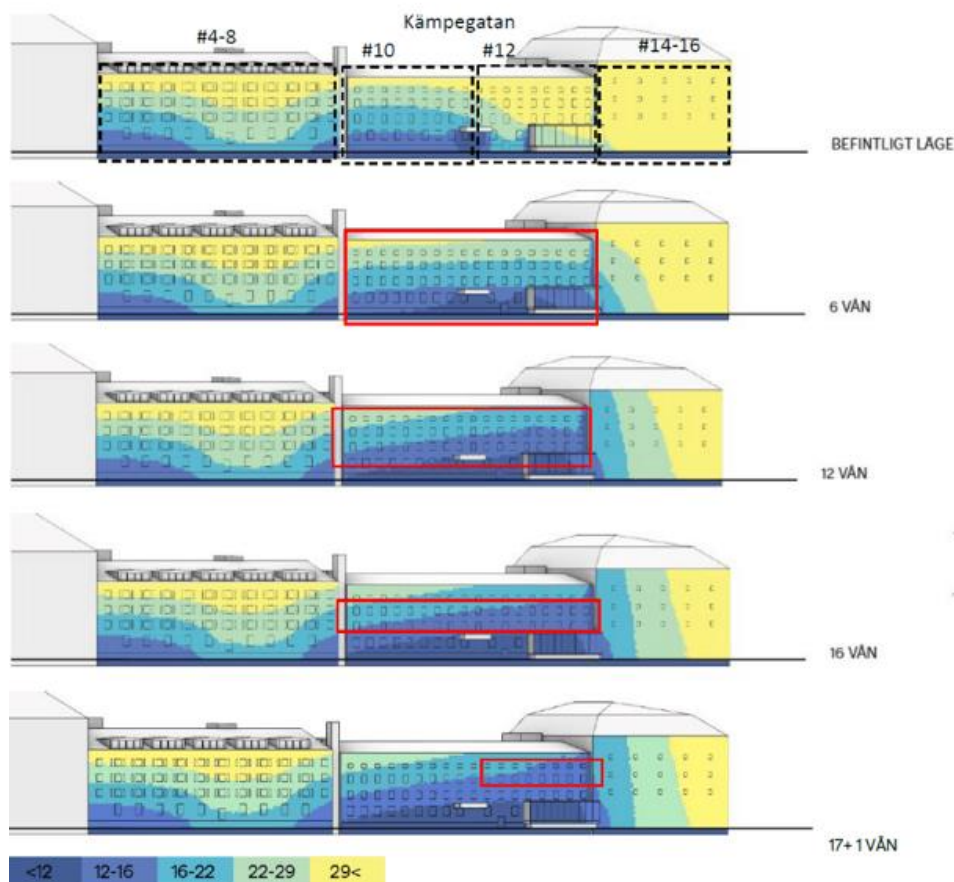 Kämpegatan
#4-8
#10
#12
#14-16
BEFINTLIGT LÄGE
6 VÅN
12 VÅN
16 VÅN
17+ 1 VÅN
<12 12-16 16-22 22-29 29<